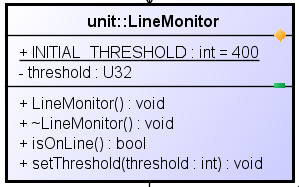 unit::LineMonitor
+ INITIAL_THRESHOLD : int = 400
- threshold : U32
+ LineMonitor() : void
+ ~LineMonitor() : void
+ isOnLine() : bool
+ setThreshold(threshold : int) : void